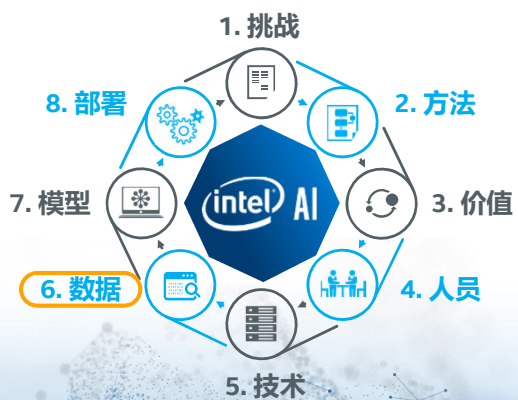 1. 挑战
8. 部署
2. 方法
intel AI
7. 模型
3. 价值
6. 数据
4. 人员
5. 技术